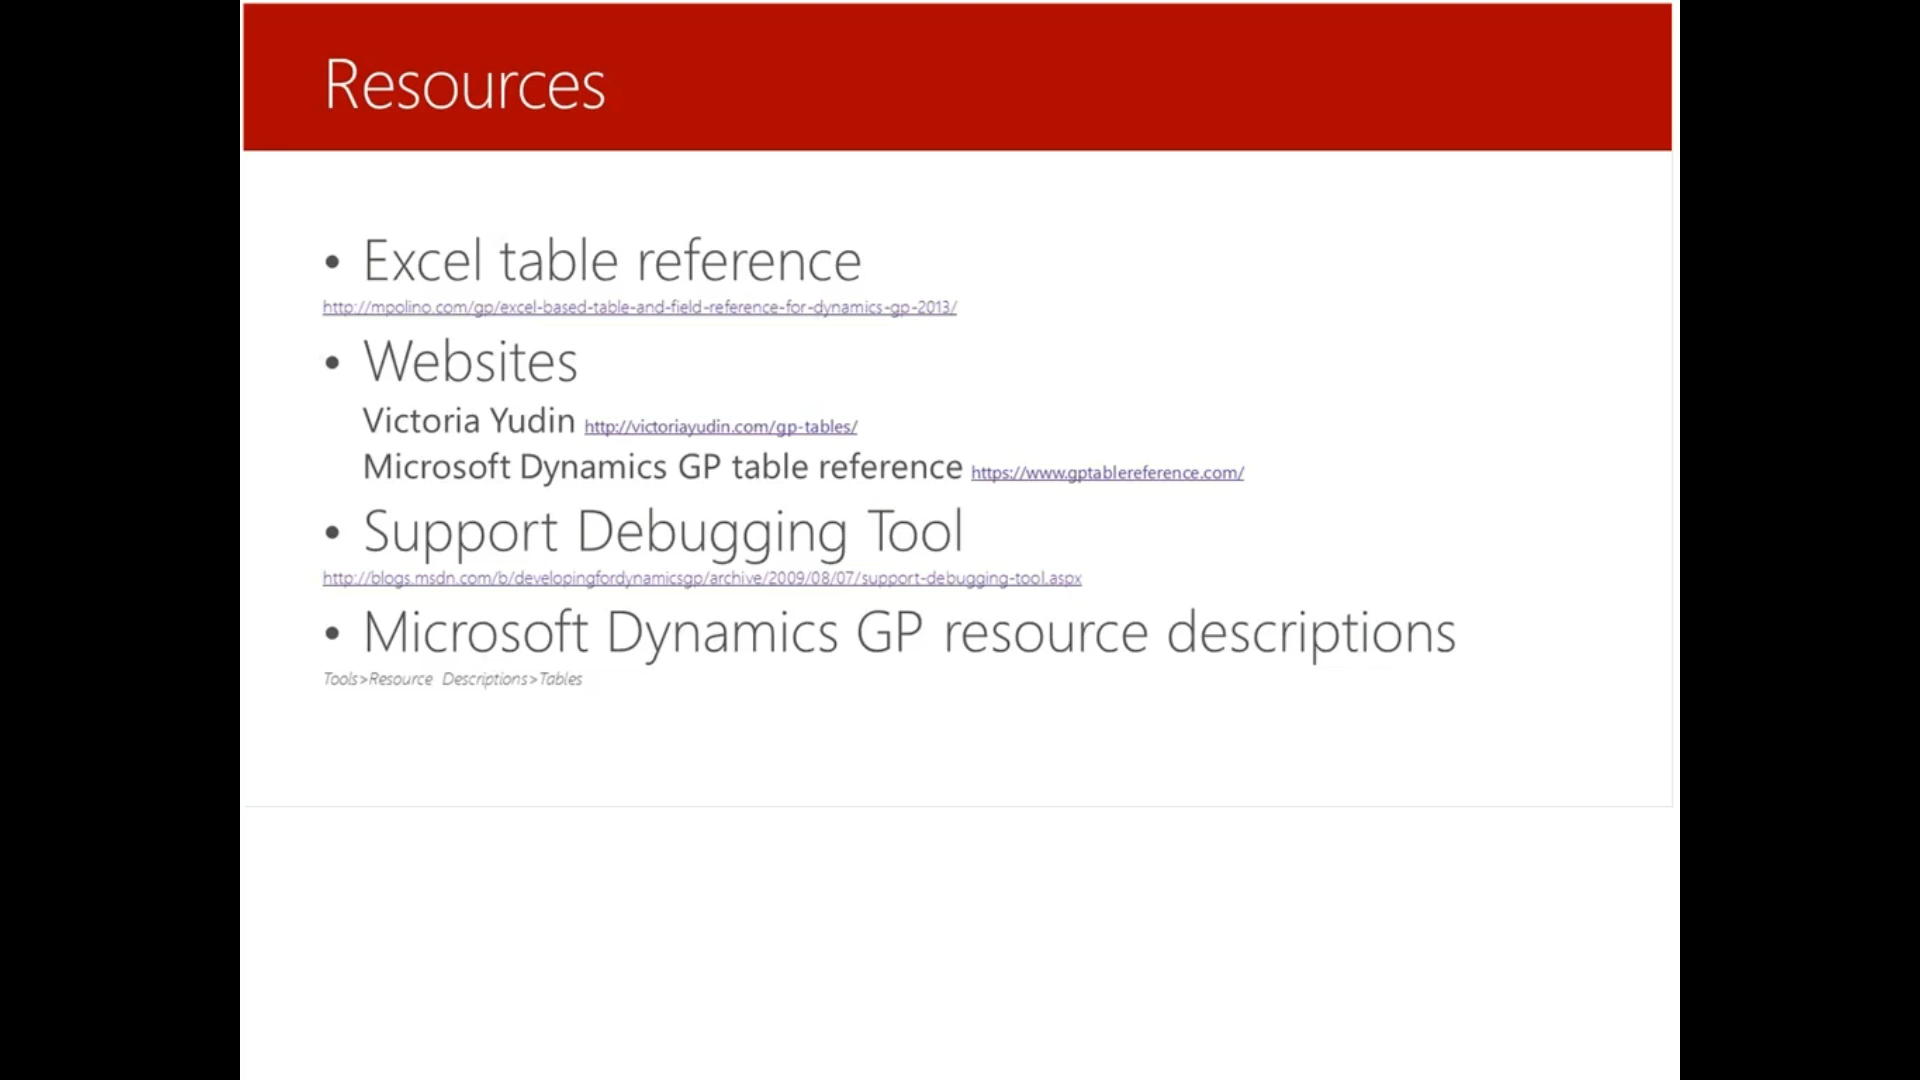 Resources
• Excel table reference
http://mpolino.com/gp/excel-based-table-and-field-reference-for-dynamics-gp-2013/
• Websites
Victoria Yudin http://victoriayudin.com/gp-tables/
Microsoft Dynamics GP table reference https://www.gptablereference.com/
• Support Debugging Tool
http://blogs.msdn.com/b/developingfordynamicsgp/archive/2009/08/07/support-debugging-tool.aspx
• Microsoft Dynamics GP resource descriptions
Tools>Resource Descriptions>Tables